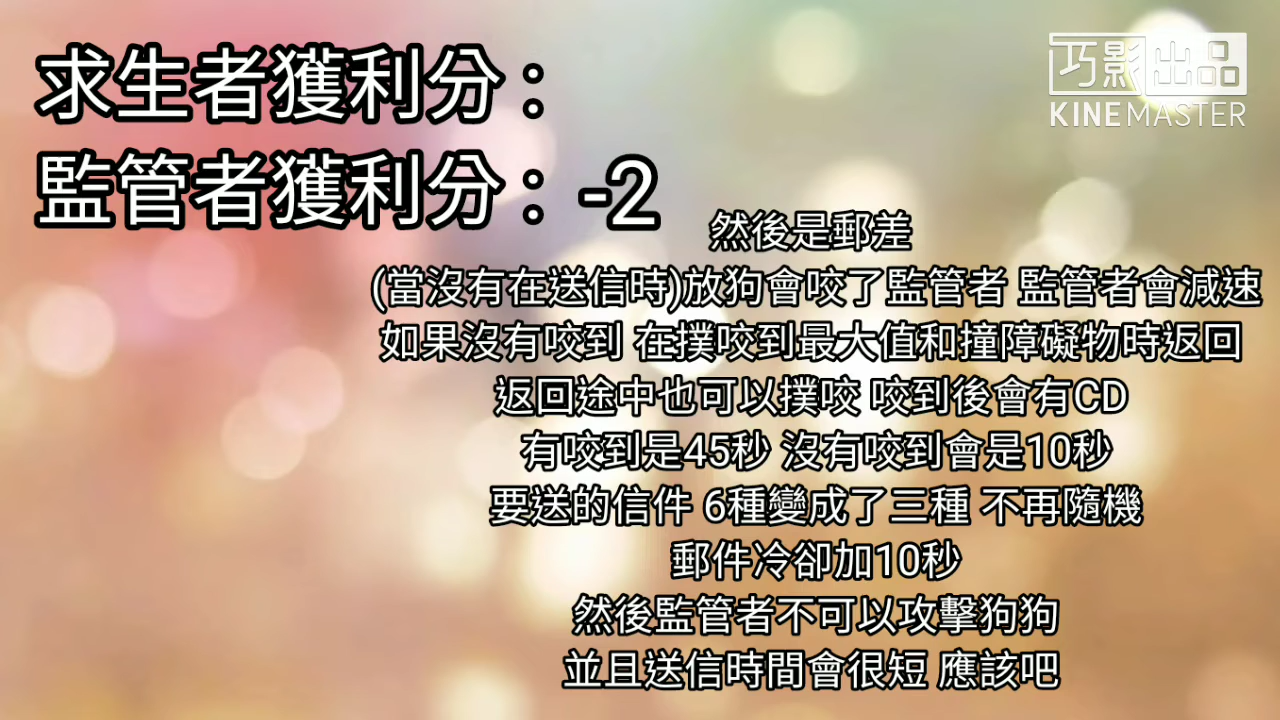 求生者獲利分：
監管者獲利分：-2
巧影出品
KINEMASTER
然後是郵差
(當沒有在送信時)放狗會咬了監管者 監管者會減速
如果沒有咬到 在撲咬到最大值和撞障礙物時返回
返回途中也可以撲咬 咬到後會有CD
有咬到是45秒 沒有咬到會是10秒
要送的信件 6種變成了三種 不再隨機
郵件冷卻加10秒
然後監管者不可以攻擊狗狗
並且送信時間會很短 應該吧